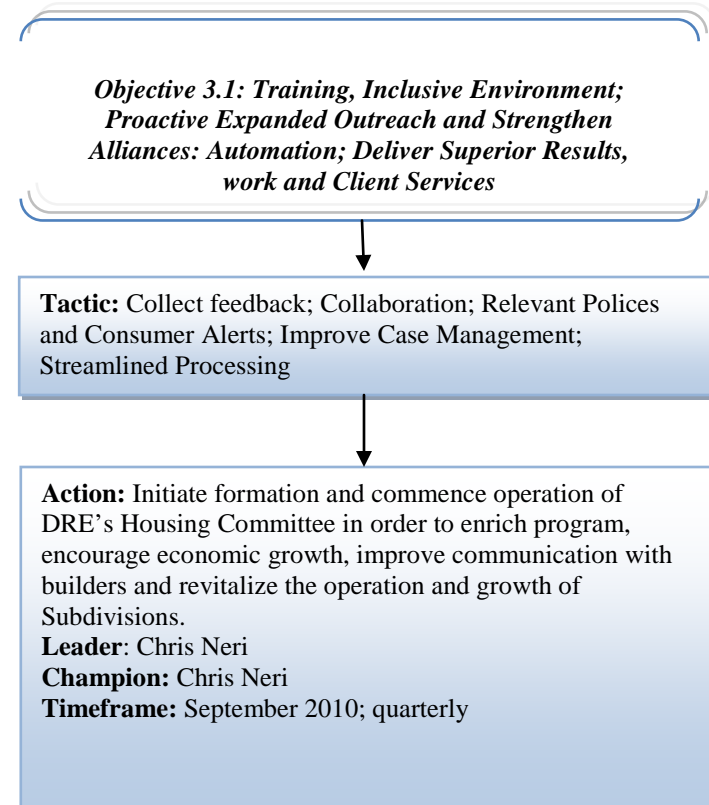 Objective 3.1: Training, Inclusive Environment;
Proactive Expanded Outreach and Strengthen
Alliances: Automation; Deliver Superior Results,
work and Client Services
Tactic: Collect feedback; Collaboration; Relevant Polices
and Consumer Alerts; Improve Case Management;
Streamlined Processing
Action: Initiate formation and commence operation of
DRE’s Housing Committee in order to enrich program,
encourage economic growth, improve communication with
builders and revitalize the operation and growth of
Subdivisions.
Leader: Chris Neri
Champion: Chris Neri
Timeframe: September 2010; quarterly